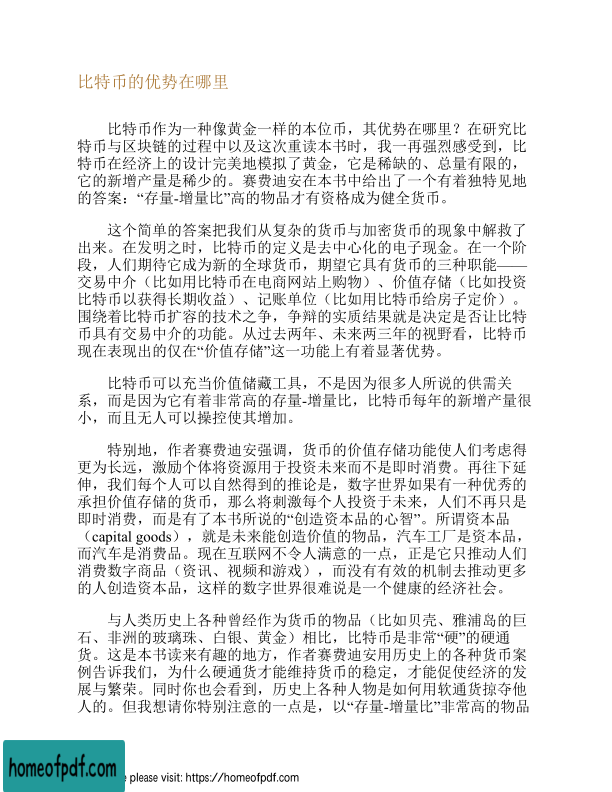 比特币的优势在哪里
比特币作为一种像黄金一样的本位币，其优势在哪里？在研究比
特币与区块链的过程中以及这次重读本书时，我一再强烈感受到，比
特币在经济上的设计完美地模拟了黄金，它是稀缺的、总量有限的，
它的新增产量是稀少的。赛费迪安在本书中给出了一个有着独特见地
的答案：“存量-增量比”高的物品才有资格成为健全货币。
这个简单的答案把我们从复杂的货币与加密货币的现象中解救了
出来。在发明之时，比特币的定义是去中心化的电子现金。在一个阶
段，人们期待它成为新的全球货币，期望它具有货币的三种职能——
交易中介（比如用比特币在电商网站上购物）、价值存储（比如投资
比特币以获得长期收益）、记账单位（比如用比特币给房子定价）。
围绕着比特币扩容的技术之争，争辩的实质结果就是决定是否让比特
币具有交易中介的功能。从过去两年、未来两三年的视野看，比特币
现在表现出的仅在“价值存储”这一功能上有着显著优势。
比特币可以充当价值储藏工具，不是因为很多人所说的供需关
系，而是因为它有着非常高的存量-增量比，比特币每年的新增产量很
小，而且无人可以操控使其增加。
特别地，作者赛费迪安强调，货币的价值存储功能使人们考虑得
更为长远，激励个体将资源用于投资未来而不是即时消费。再往下延
伸，我们每个人可以自然得到的推论是，数字世界如果有一种优秀的
承担价值存储的货币，那么将刺激每个人投资于未来，人们不再只是
即时消费，而是有了本书所说的“创造资本品的心智”。所谓资本品
（capital goods），就是未来能创造价值的物品，汽车工厂是资本品，
而汽车是消费品。现在互联网不令人满意的一点，正是它只推动人们
消费数字商品（资讯、视频和游戏），而没有有效的机制去推动更多
的人创造资本品，这样的数字世界很难说是一个健康的经济社会。
与人类历史上各种曾经作为货币的物品（比如贝壳、雅浦岛的巨
石、非洲的玻璃珠、白银、黄金）相比，比特币是非常“硬”的硬通
货。这是本书读来有趣的地方，作者赛费迪安用历史上的各种货币案
例告诉我们，为什么硬通货才能维持货币的稳定，才能促使经济的发
展与繁荣。同时你也会看到，历史上各种人物是如何用软通货掠夺他
人的。但我想请你特别注意的一点是，以“存量-增量比”非常高的物品
homeofpdf.com
e please visit: https://homeofpdf.com